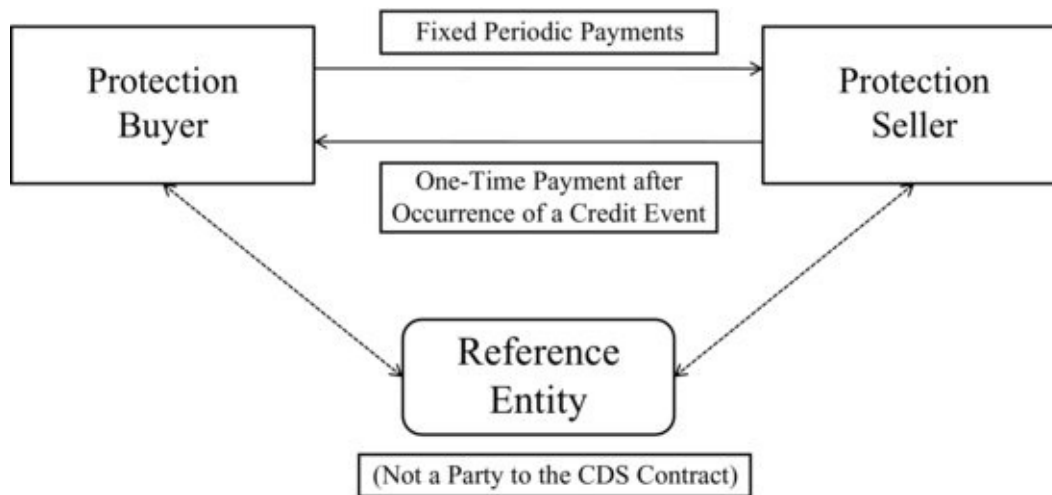 Fixed Periodic Payments
Protection
Buyer
Protection
Seller
One-Time Payment after
Occurrence of a Credit Event
Reference
Entity
(Not a Party to the CDS Contract)